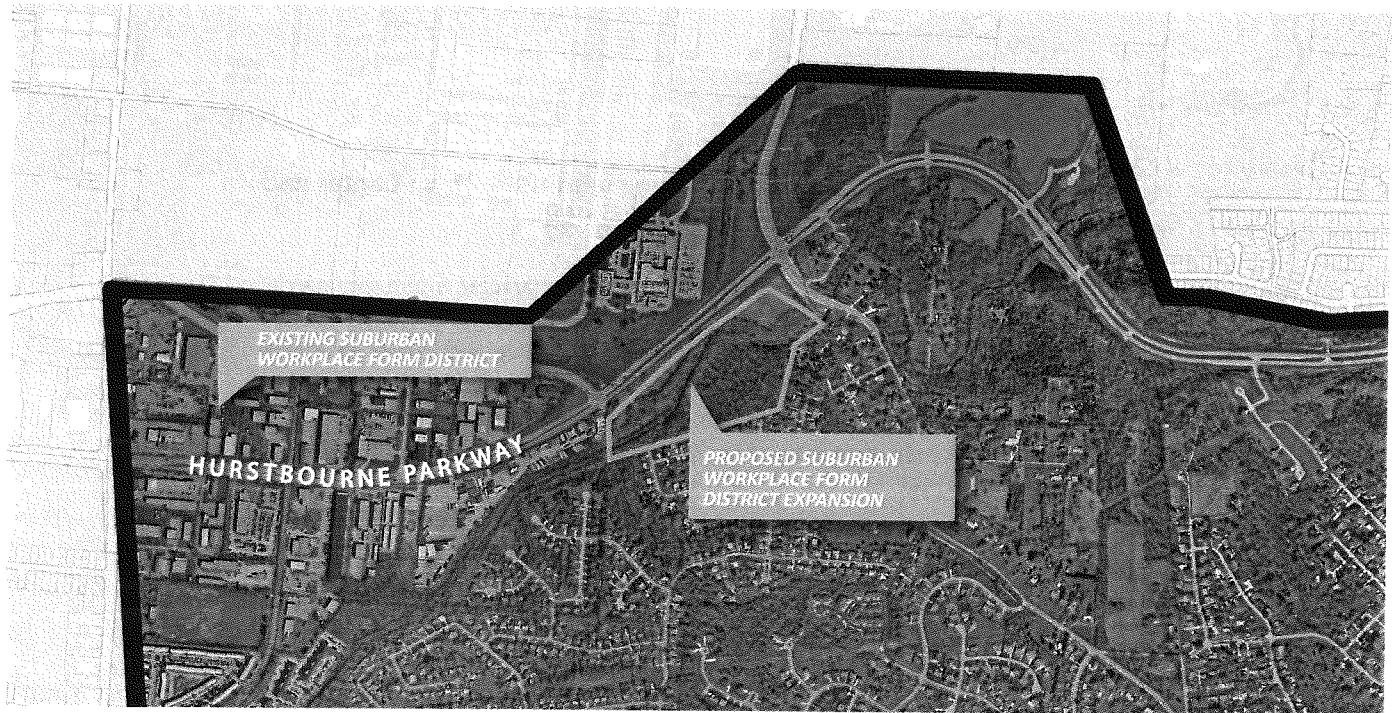 EXISTING SUBURBAN
WORKPLACE FORM DISTRICT
HURSTBOURNE PARKWAY
PROPOSED SUBURBAN
WORKPLACE FORM
DISTRICT EXPANSION